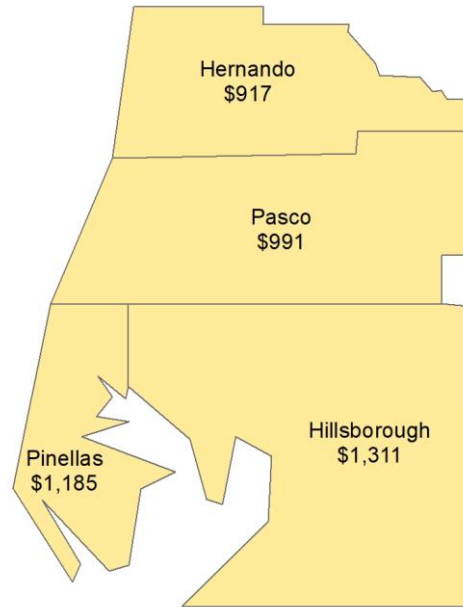 Hernando
$917
Pasco
$991
Hillsborough
$1,311
Pinellas
$1,185